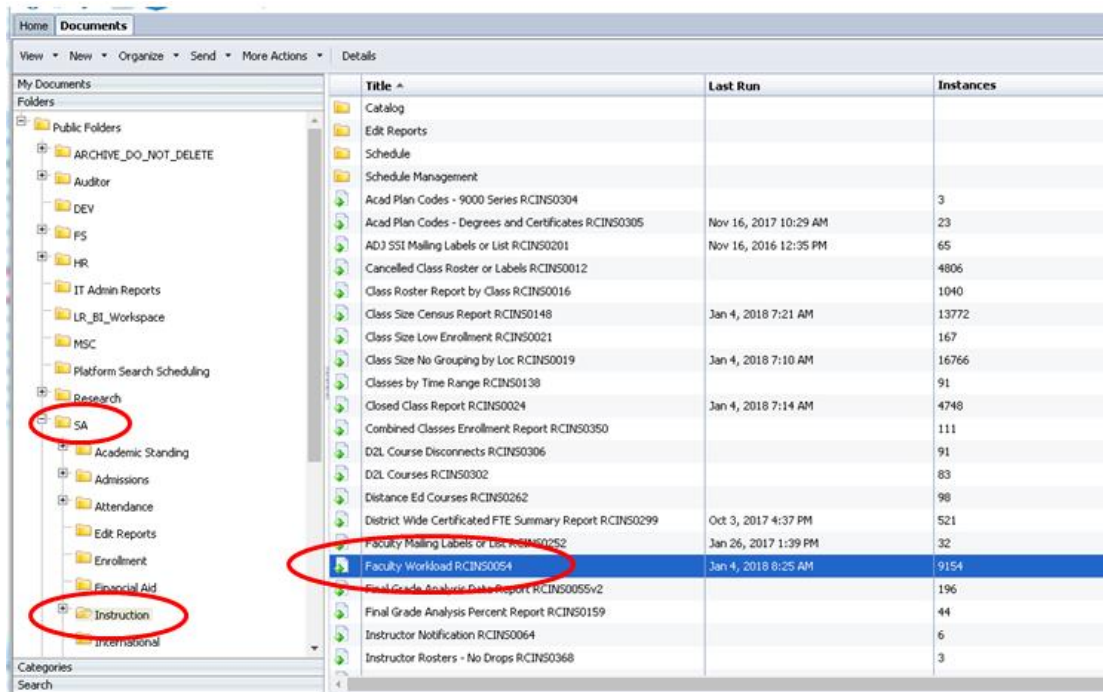 Home Documents
View New Organize Send More Actions Details
My Documents
Folders
Public Folders
ARCHIVE_DO_NOT_DELETE
Auditor
DEV
FS
HR
IT Admin Reports
LR_BI_Workspace
MSC
Platform Search Scheduling
Research
SA
Academic Standing
Admissions
Attendance
Edit Reports
Enrollment
Financial Aid
Instruction
International
Categories
Search
Title Last Run Instances
Catalog
Edit Reports
Schedule
Schedule Management
Acad Plan Codes - 9000 Series RCINS0304 3
Acad Plan Codes - Degrees and Certificates RCINS0305 Nov 16, 2017 10:29 AM 23
ADJ SSI Mailing Labels or List RCINS0201 Nov 16, 2016 12:35 PM 65
Cancelled Class Roster or Labels RCINS0012 4806
Class Roster Report by Class RCINS0016 1040
Class Size Census Report RCINS0148 Jan 4, 2018 7:21 AM 13772
Class Size Low Enrollment RCINS0021 167
Class Size No Grouping by Loc RCINS0019 Jan 4, 2018 7:10 AM 16766
Classes by Time Range RCINS0138 91
Closed Class Report RCINS0024 Jan 4, 2018 7:14 AM 4748
Combined Classes Enrollment Report RCINS0350 111
D2L Course Disconnects RCINS0306 91
D2L Courses RCINS0302 83
Distance Ed Courses RCINS0262 98
District Wide Certificated FTE Summary Report RCINS0299 Oct 3, 2017 4:37 PM 521
Faculty Mailing Labels or List RCINS0252 Jan 26, 2017 1:39 PM 32
Faculty Workload RCINS0054 Jan 4, 2018 8:25 AM 9154
Final Grade Analysis Data Report RCINS0055v2 196
Final Grade Analysis Percent Report RCINS0159 44
Instructor Notification RCINS0064 6
Instructor Rosters - No Drops RCINS0368 3